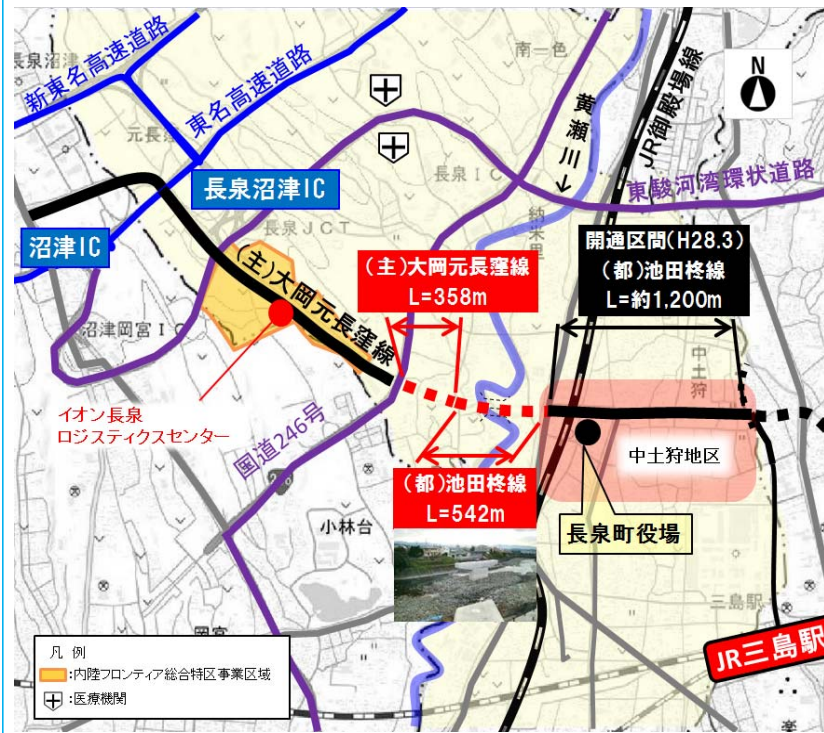 新東名高速道路
東名高速道路
長泉沼津
元長窪
南一色
N
黄瀬川→
JR御殿場線
長泉沼津IC
沼津IC
長泉IC
長泉JCT
東駿河湾環状道路
納米里
(主)大岡元長窪線
(主)大岡元長窪線
L=358m
開通区間(H28.3)
(都)池田柊線
L=約1,200m
沼津岡宮IC
中土狩
イオン長泉
ロジスティクスセンター
国道246号
中土狩地区
(都)池田柊線
L=542m
長泉町役場
小林台
三島駅
岡宮
JR三島駅
凡例
:内陸フロンティア総合特区事業区域
:医療機関
楽